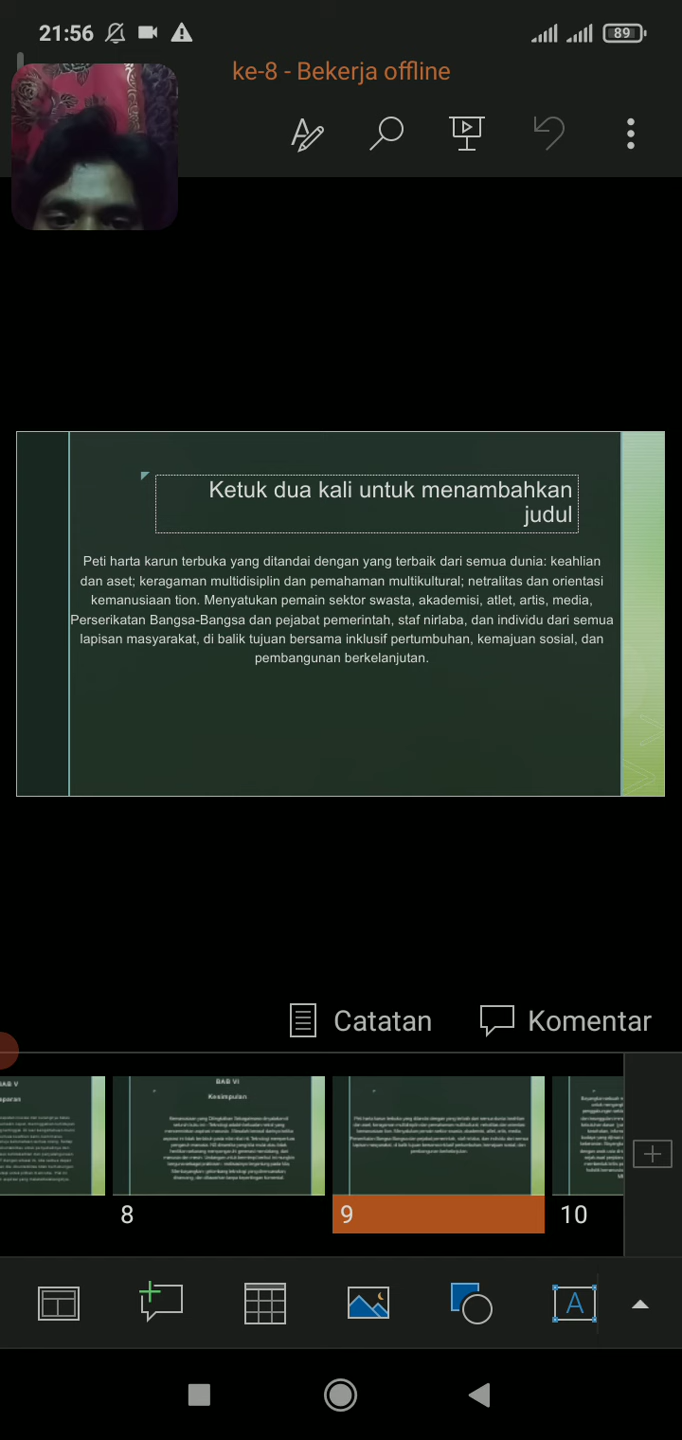 21:56
89
ke-8 - Bekerja offline
Ketuk dua kali untuk menambahkan
judul
Peti harta karun terbuka yang ditandai dengan yang terbaik dari semua dunia: keahlian
dan aset; keragaman multidisiplin dan pemahaman multikultural; netralitas dan orientasi
kemanusiaan tion. Menyatukan pemain sektor swasta, akademisi, atlet, artis, media,
Perserikatan Bangsa-Bangsa dan pejabat pemerintah, staf nirlaba, dan individu dari semua
lapisan masyarakat, di balik tujuan bersama inklusif pertumbuhan, kemajuan sosial, dan
pembangunan berkelanjutan.
Catatan
Komentar
BAB V
BAB VI
Kesimpulan
8
9
10
A